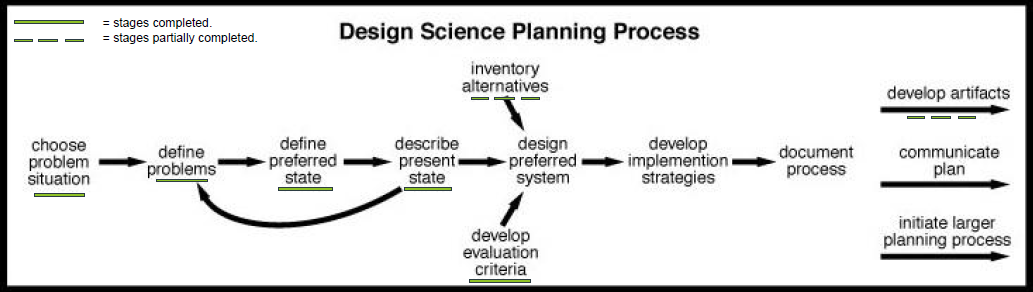 = stages completed.
= stages partially completed.
Design Science Planning Process
inventory
alternatives
choose
problem
situation
define
problems
define
preferred
state
describe
present
state
design
preferred
system
develop
implemention
strategies
document
process
develop
evaluation
criteria
develop artifacts
communicate
plan
initiate larger
planning process